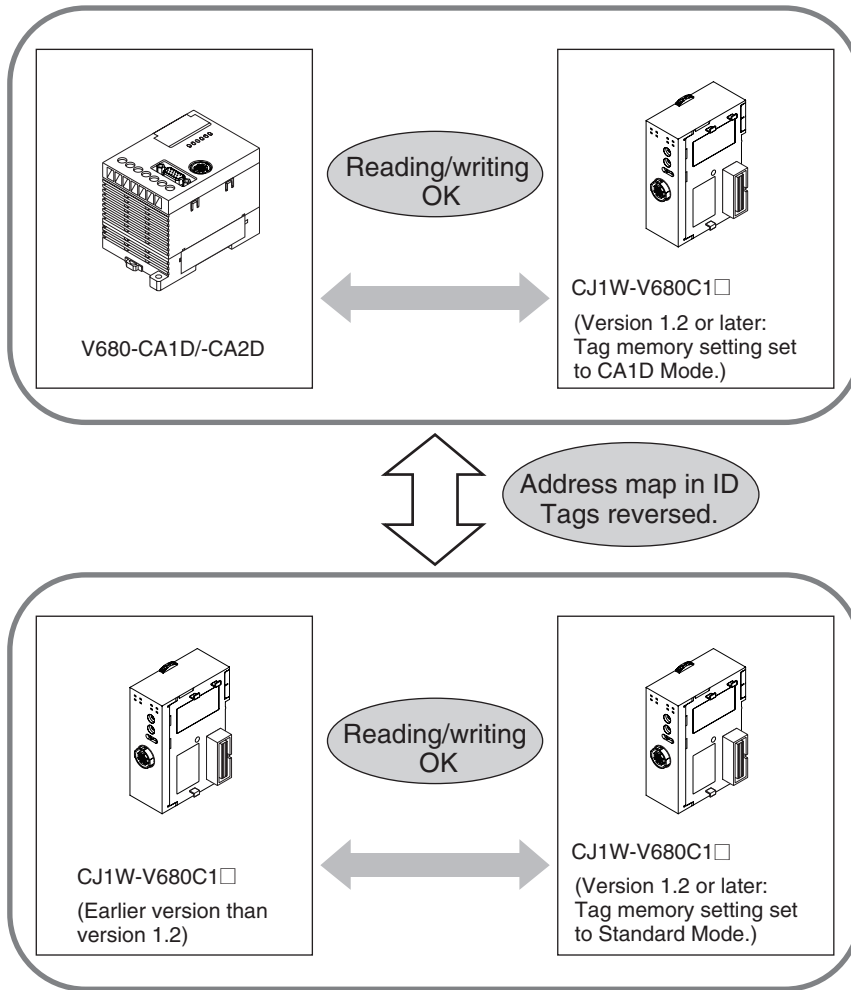 Reading/writing
OK
V680-CA1D/-CA2D
CJ1W-V680C1□
(Version 1.2 or later:
Tag memory setting set
to CA1D Mode.)
Address map in ID
Tags reversed.
Reading/writing
OK
CJ1W-V680C1□
(Earlier version than
version 1.2)
CJ1W-V680C1□
(Version 1.2 or later:
Tag memory setting set
to Standard Mode.)